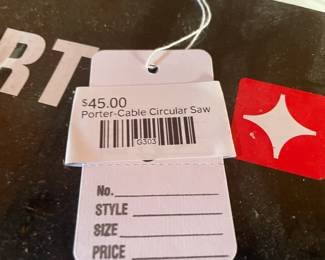 RT
$45.00
Porter-Cable Circular Saw
G303
No.
STYLE
SIZE
PRICE